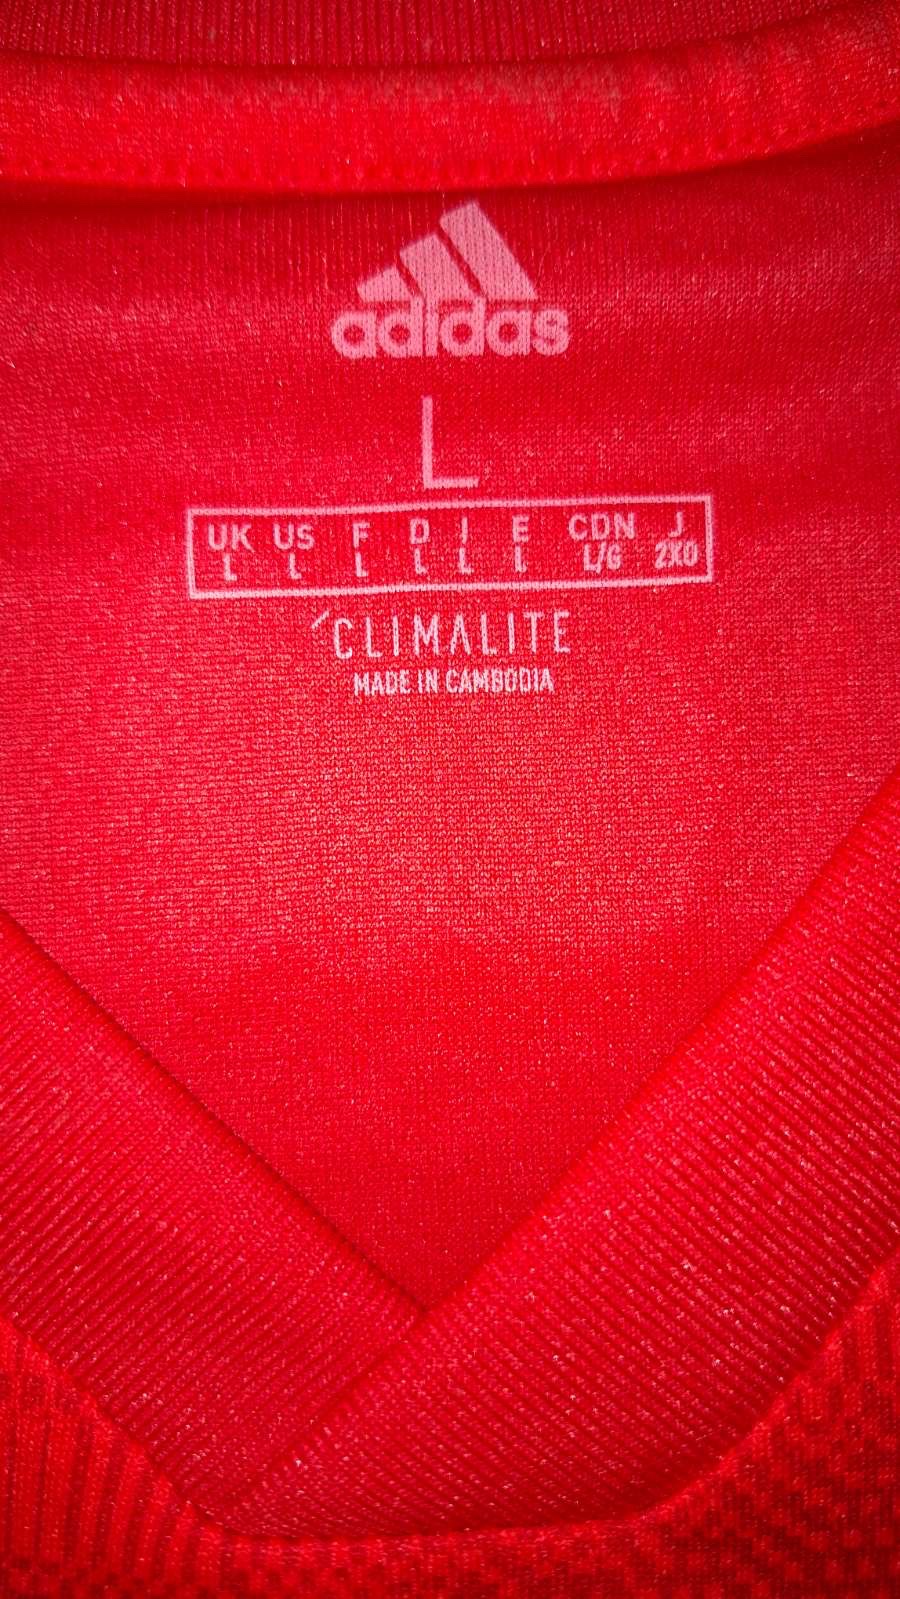 adidas
L
UK US F D I E CDN J
L L L L L L L/G 2XO
CLIMALITE
MADE IN CAMBODIA